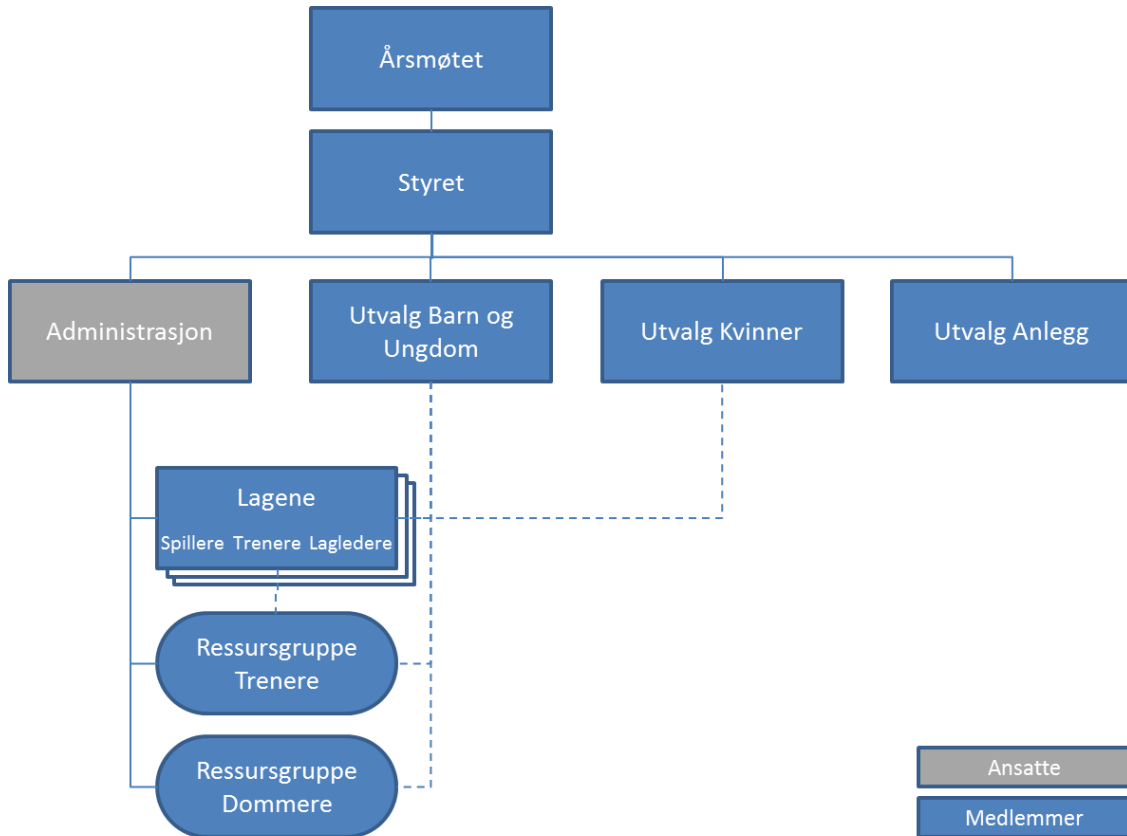 Årsmøtet
Styret
Administrasjon
Utvalg Barn og
Ungdom
Utvalg Kvinner
Utvalg Anlegg
Lagene
Spillere Trenere Lagledere
Ressursgruppe
Trenere
Ressursgruppe
Dommere
Ansatte
Medlemmer